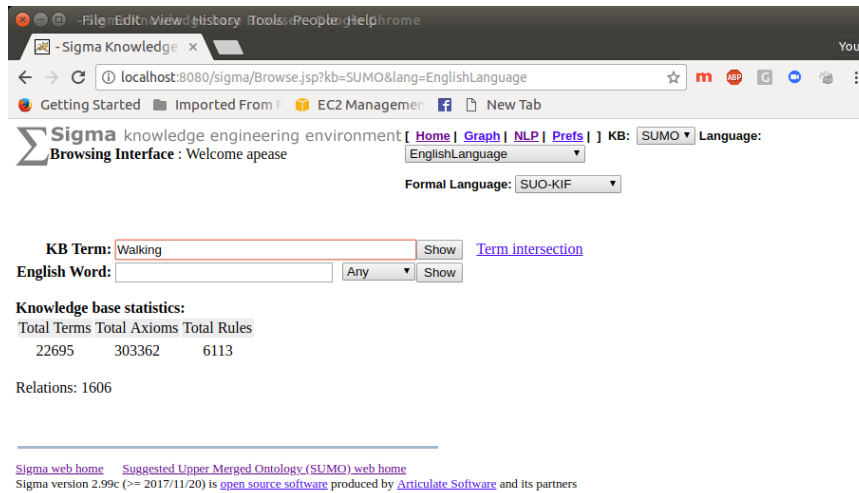 File Edit View History Tools People Help
- Sigma Knowledge ×
You
localhost:8080/sigma/Browse.jsp?kb=SUMO&lang=EnglishLanguage
Getting Started Imported From F EC2 Managemen New Tab
Sigma knowledge engineering environment [ Home | Graph | NLP | Prefs | ] KB: SUMO Language:
Browsing Interface : Welcome apease EnglishLanguage
Formal Language: SUO-KIF
KB Term: Walking Show Term intersection
English Word: Any Show
Knowledge base statistics:
Total Terms Total Axioms Total Rules
22695 303362 6113
Relations: 1606
Sigma web home Suggested Upper Merged Ontology (SUMO) web home
Sigma version 2.99c (>= 2017/11/20) is open source software produced by Articulate Software and its partners